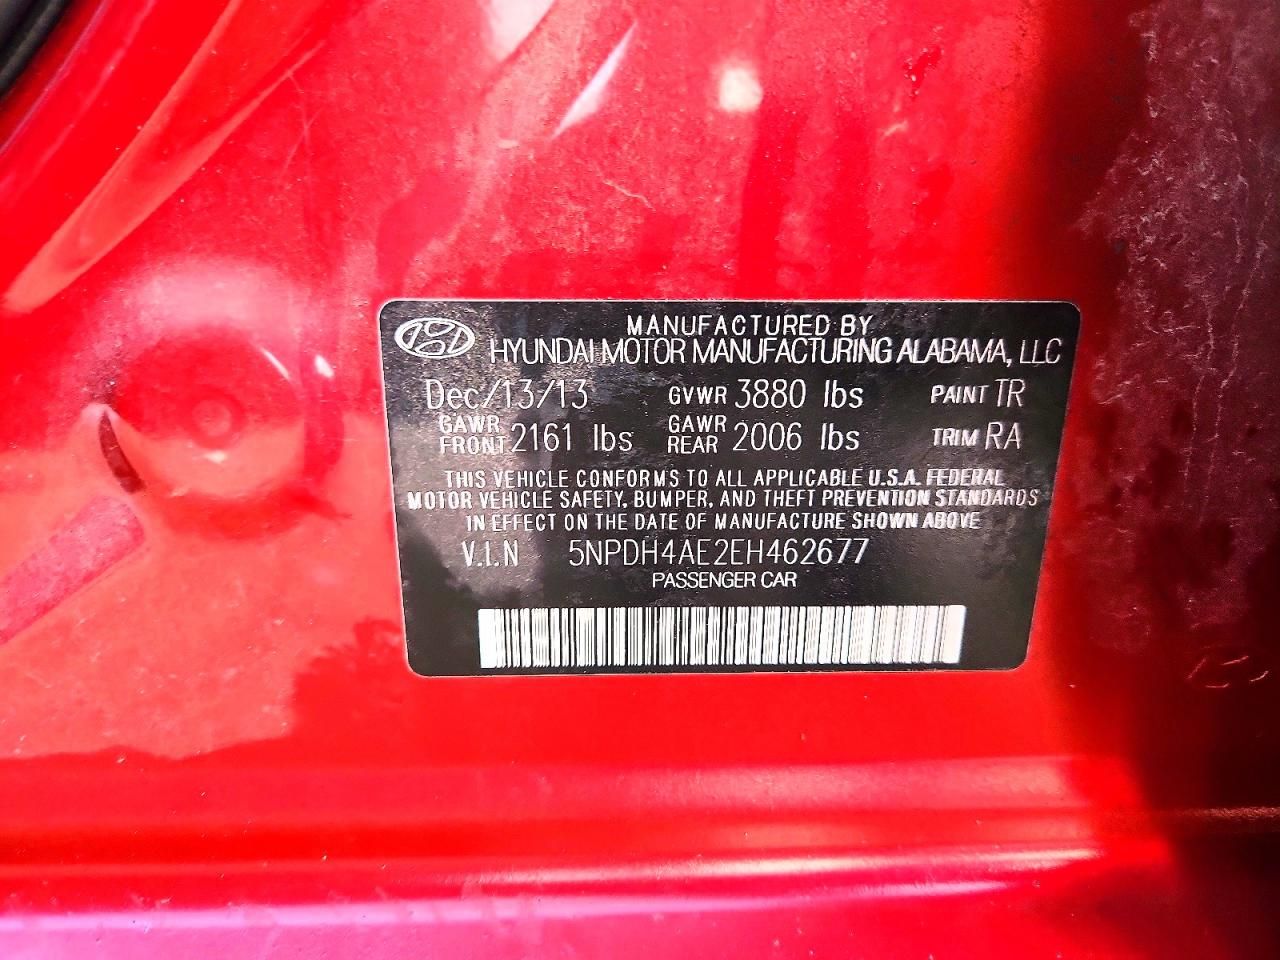 MANUFACTURED BY
HYUNDAI MOTOR MANUFACTURING ALABAMA, LLC
Dec/13/13 GVWR 3880 lbs PAINT TR
GAWR FRONT 2161 lbs GAWR REAR 2006 lbs TRIM RA
THIS VEHICLE CONFORMS TO ALL APPLICABLE U.S.A. FEDERAL
MOTOR VEHICLE SAFETY, BUMPER, AND THEFT PREVENTION STANDARDS
IN EFFECT ON THE DATE OF MANUFACTURE SHOWN ABOVE
V.I.N 5NPDH4AE2EH462677
PASSENGER CAR